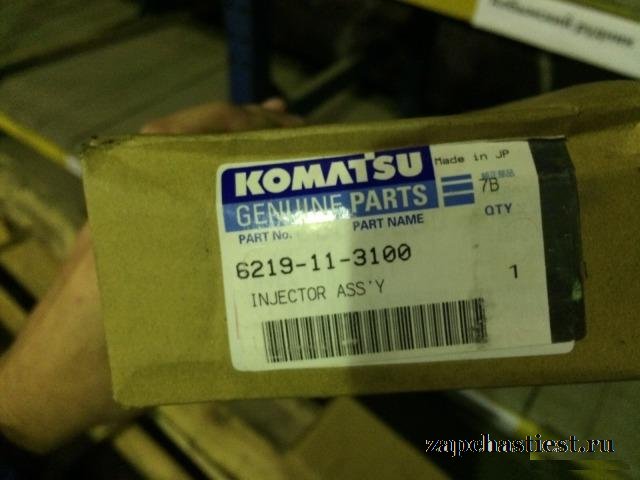 KOMATSU
Made in JP
GENUINE PARTS
7B
PART No.
PART NAME
QTY
6219-11-3100
1
INJECTOR ASS'Y
zapchastiest.ru